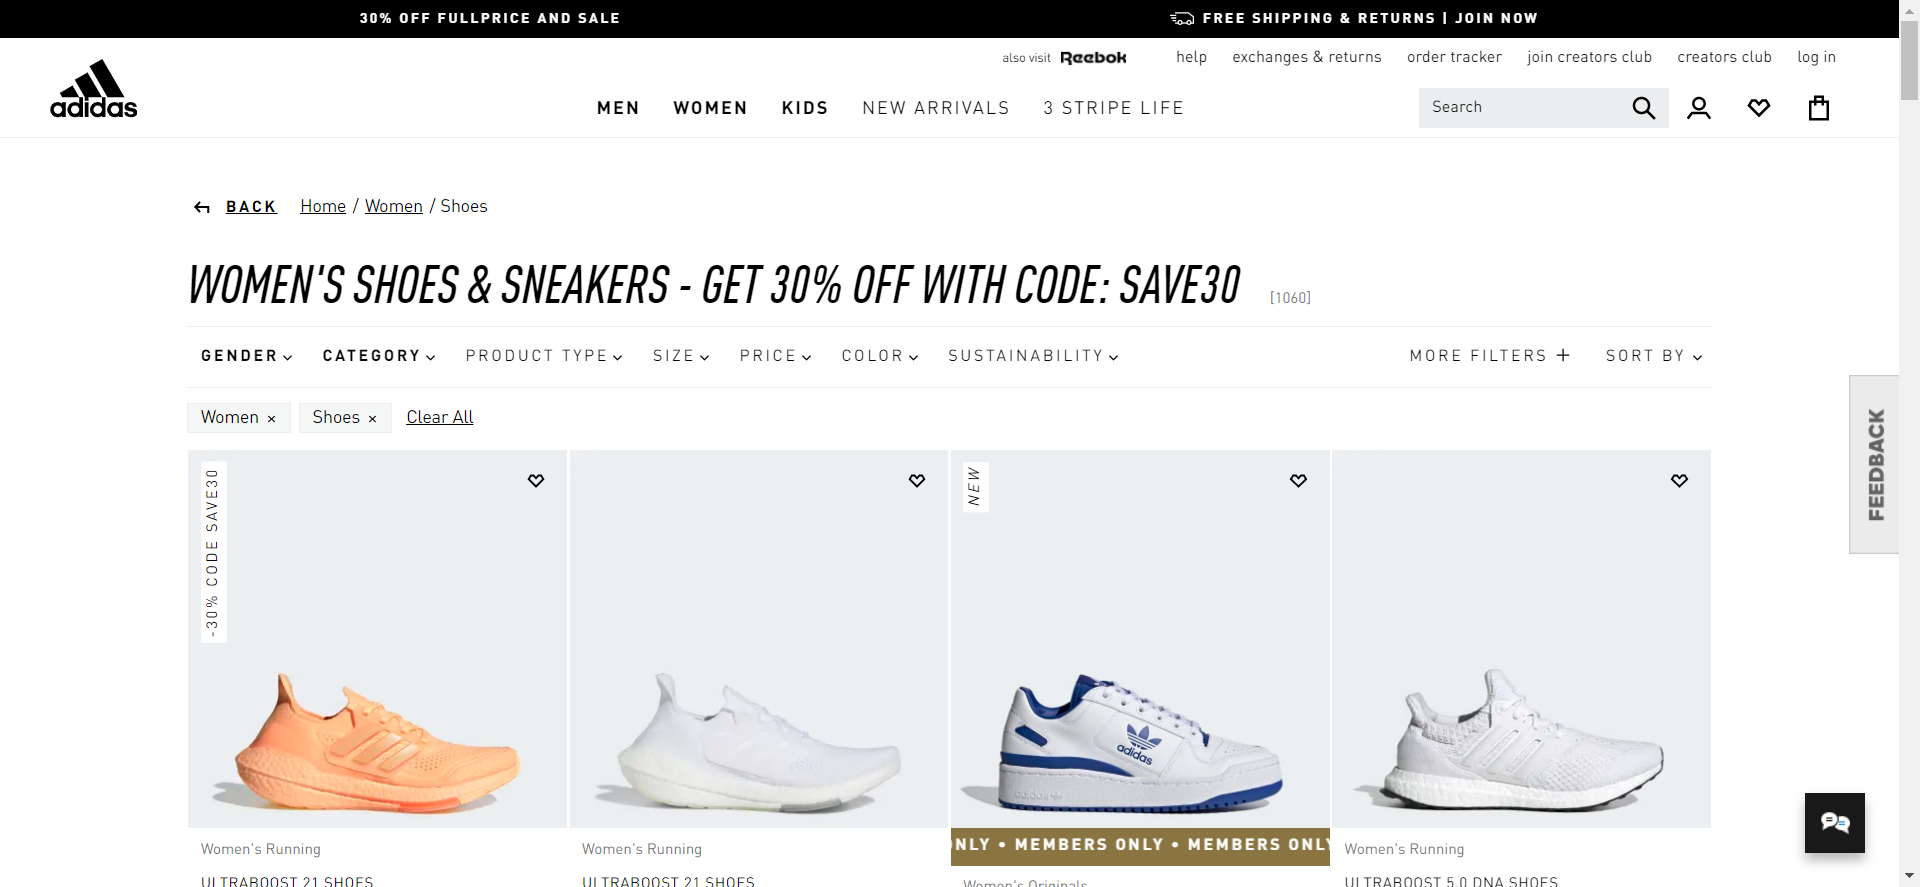 30% OFF FULLPRICE AND SALE
FREE SHIPPING & RETURNS | JOIN NOW
also visit Reebok help exchanges & returns order tracker join creators club creators club log in
adidas
MEN WOMEN KIDS NEW ARRIVALS 3 STRIPE LIFE
Search
BACK Home / Women / Shoes
WOMEN'S SHOES & SNEAKERS - GET 30% OFF WITH CODE: SAVE30 [1060]
GENDER CATEGORY PRODUCT TYPE SIZE PRICE COLOR SUSTAINABILITY MORE FILTERS + SORT BY
Women × Shoes × Clear All
FEEDBACK
-30% CODE SAVE30
NEW
adidas
adidas
ONLY • MEMBERS ONLY • MEMBERS ONLY
Women's Running
Women's Running
Women's Originals
Women's Running
ULTRABOOST 21 SHOES
ULTRABOOST 21 SHOES
ULTRABOOST 5.0 DNA SHOES